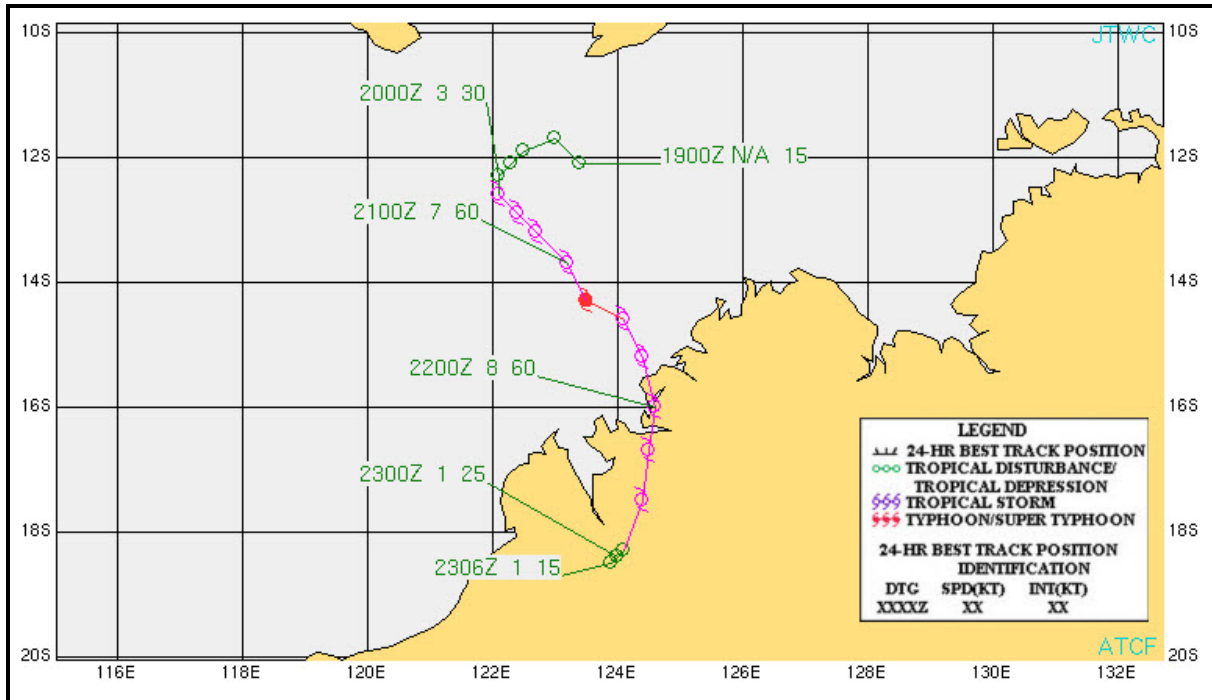 10S
JTWC
10S
2000Z 3 30
12S
1900Z N/A 15
12S
2100Z 7 60
14S
14S
2200Z 8 60
16S
16S
LEGEND
24-HR BEST TRACK POSITION
TROPICAL DISTURBANCE/
TROPICAL DEPRESSION
TROPICAL STORM
TYPHOON/SUPER TYPHOON
24-HR BEST TRACK POSITION
IDENTIFICATION
DTG SPD(KT) INT(KT)
XXXXZ XX XX
2300Z 1 25
18S
18S
2306Z 1 15
ATCF
20S
20S
116E 118E 120E 122E 124E 126E 128E 130E 132E